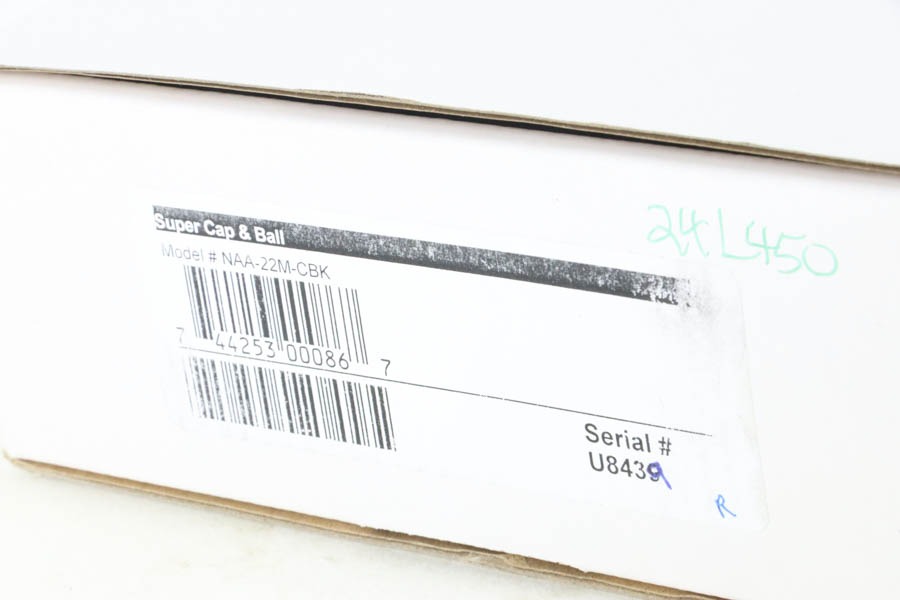 24L450
Super Cap & Ball
Model # NAA-22M-CBK
7 44253 00086 7
Serial #
U8439
R